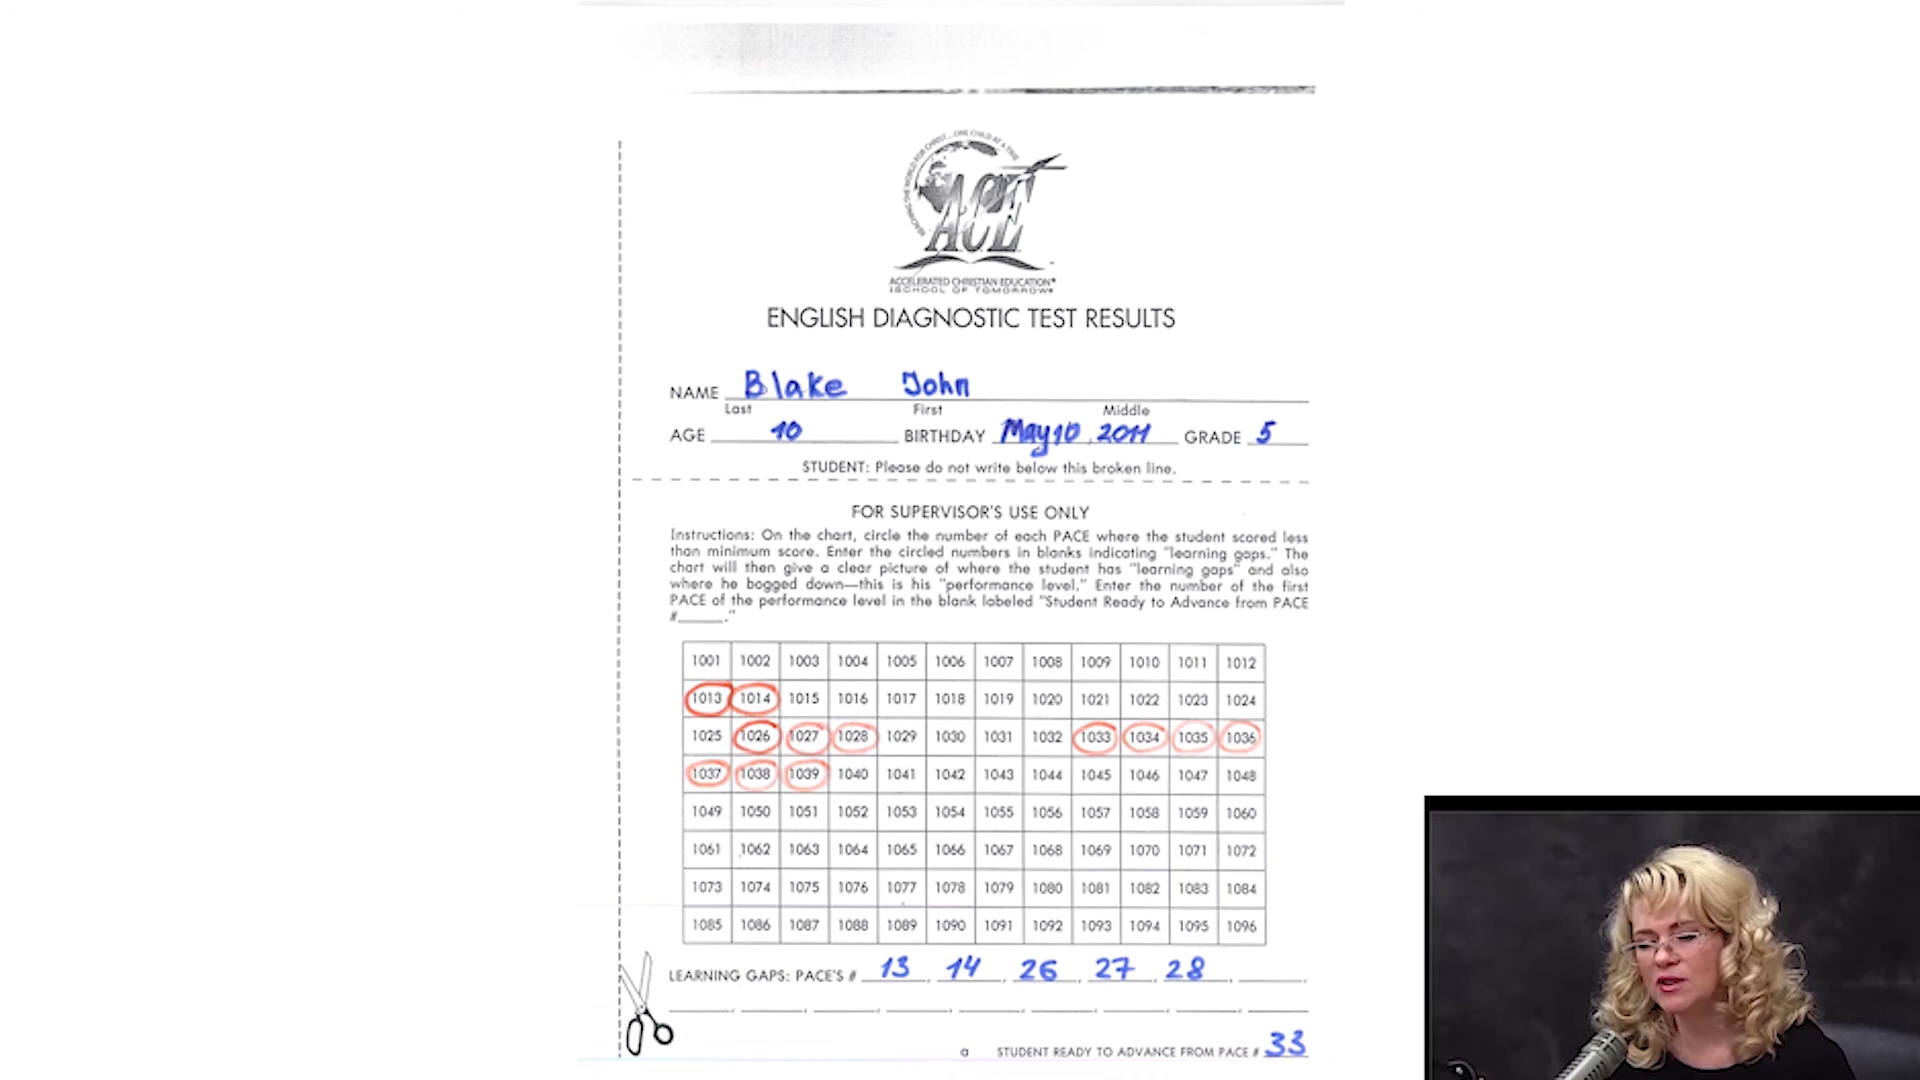 REACHING THE WORLD FOR CHRIST...ONE CHILD AT A TIME
ACE
ACCELERATED CHRISTIAN EDUCATION®
SCHOOL OF TOMORROW®
ENGLISH DIAGNOSTIC TEST RESULTS
NAME Blake John
Last First Middle
AGE 10 BIRTHDAY May 10, 2011 GRADE 5
STUDENT: Please do not write below this broken line.
FOR SUPERVISOR'S USE ONLY
Instructions: On the chart, circle the number of each PACE where the student scored less
than minimum score. Enter the circled numbers in blanks indicating "learning gaps." The
chart will then give a clear picture of where the student has "learning gaps" and also
where he bogged down—this is his "performance level." Enter the number of the first
PACE of the performance level in the blank labeled "Student Ready to Advance from PACE
#_____."
1001 1002 1003 1004 1005 1006 1007 1008 1009 1010 1011 1012
1013 1014 1015 1016 1017 1018 1019 1020 1021 1022 1023 1024
1025 1026 1027 1028 1029 1030 1031 1032 1033 1034 1035 1036
1037 1038 1039 1040 1041 1042 1043 1044 1045 1046 1047 1048
1049 1050 1051 1052 1053 1054 1055 1056 1057 1058 1059 1060
1061 1062 1063 1064 1065 1066 1067 1068 1069 1070 1071 1072
1073 1074 1075 1076 1077 1078 1079 1080 1081 1082 1083 1084
1085 1086 1087 1088 1089 1090 1091 1092 1093 1094 1095 1096
LEARNING GAPS: PACE'S # 13, 14, 26, 27, 28,
a STUDENT READY TO ADVANCE FROM PACE # 33